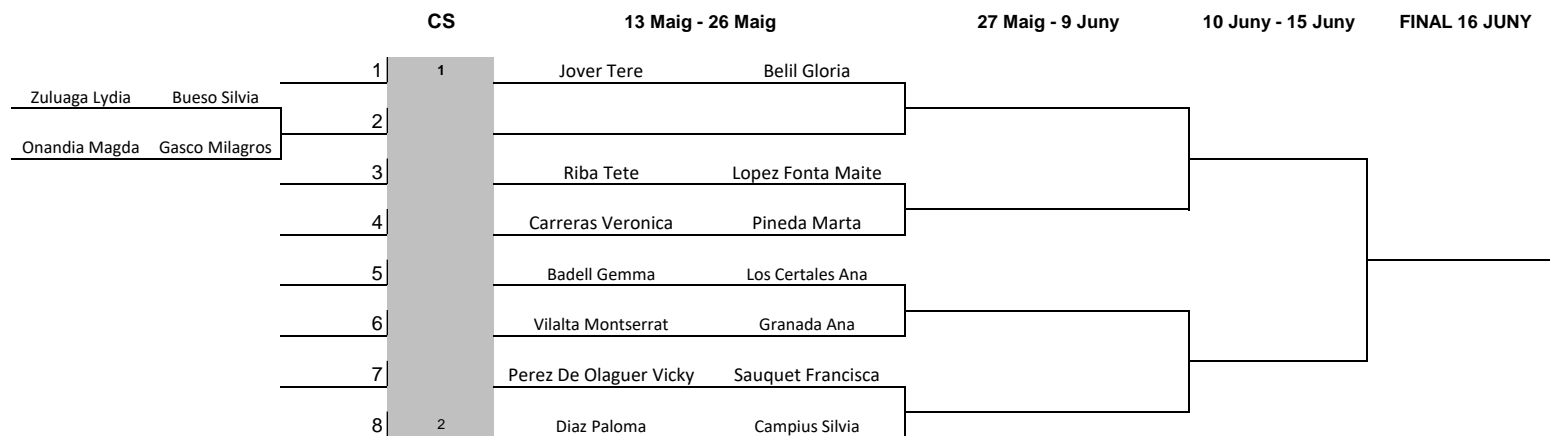 CS 13 Maig - 26 Maig 27 Maig - 9 Juny 10 Juny - 15 Juny FINAL 16 JUNY
1 1 Jover Tere Belil Gloria
Zuluaga Lydia Bueso Silvia
2
Onandia Magda Gasco Milagros
3 Riba Tete Lopez Fonta Maite
4 Carreras Veronica Pineda Marta
5 Badell Gemma Los Certales Ana
6 Vilalta Montserrat Granada Ana
7 Perez De Olaguer Vicky Sauquet Francisca
8 2 Diaz Paloma Campius Silvia